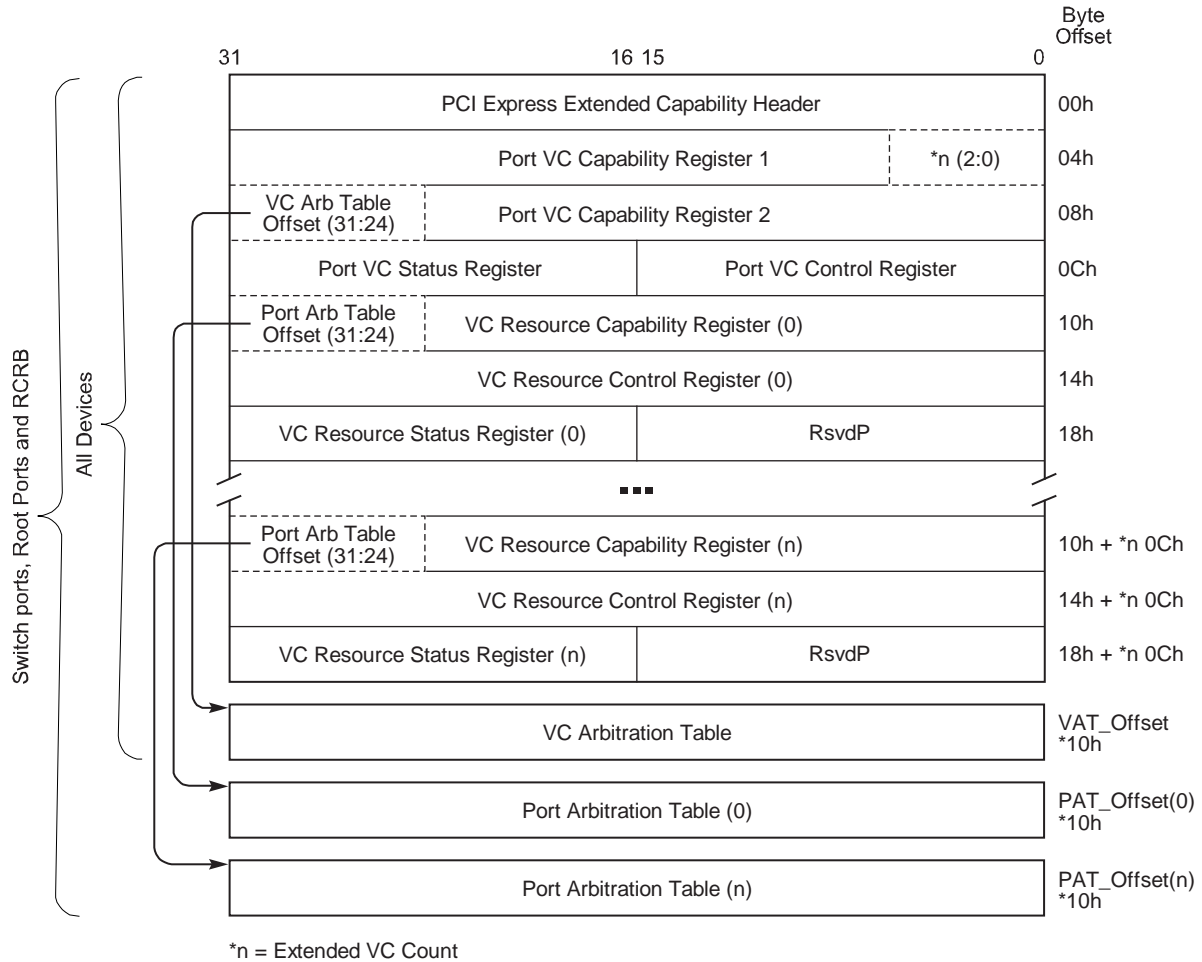 Byte
Offset
31 16 15 0
PCI Express Extended Capability Header 00h
Port VC Capability Register 1 *n (2:0) 04h
VC Arb Table
Offset (31:24) Port VC Capability Register 2 08h
Port VC Status Register Port VC Control Register 0Ch
Port Arb Table
Offset (31:24) VC Resource Capability Register (0) 10h
VC Resource Control Register (0) 14h
VC Resource Status Register (0) RsvdP 18h
Port Arb Table
Offset (31:24) VC Resource Capability Register (n) 10h + *n 0Ch
VC Resource Control Register (n) 14h + *n 0Ch
VC Resource Status Register (n) RsvdP 18h + *n 0Ch
VC Arbitration Table VAT_Offset
*10h
Port Arbitration Table (0) PAT_Offset(0)
*10h
Port Arbitration Table (n) PAT_Offset(n)
*10h
Switch ports, Root Ports and RCRB
All Devices
*n = Extended VC Count